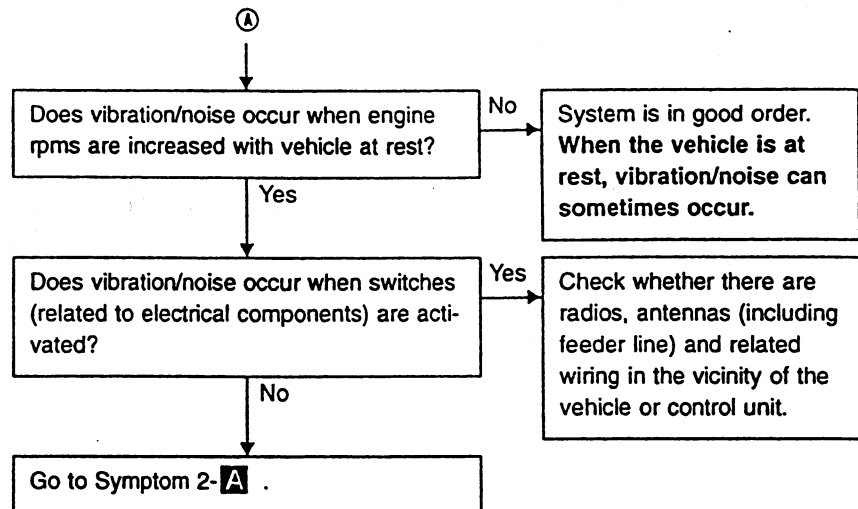 A
Does vibration/noise occur when engine
rpms are increased with vehicle at rest?
No
System is in good order.
When the vehicle is at
rest, vibration/noise can
sometimes occur.
Yes
Does vibration/noise occur when switches
(related to electrical components) are acti-
vated?
Yes
Check whether there are
radios, antennas (including
feeder line) and related
wiring in the vicinity of the
vehicle or control unit.
No
Go to Symptom 2-A .